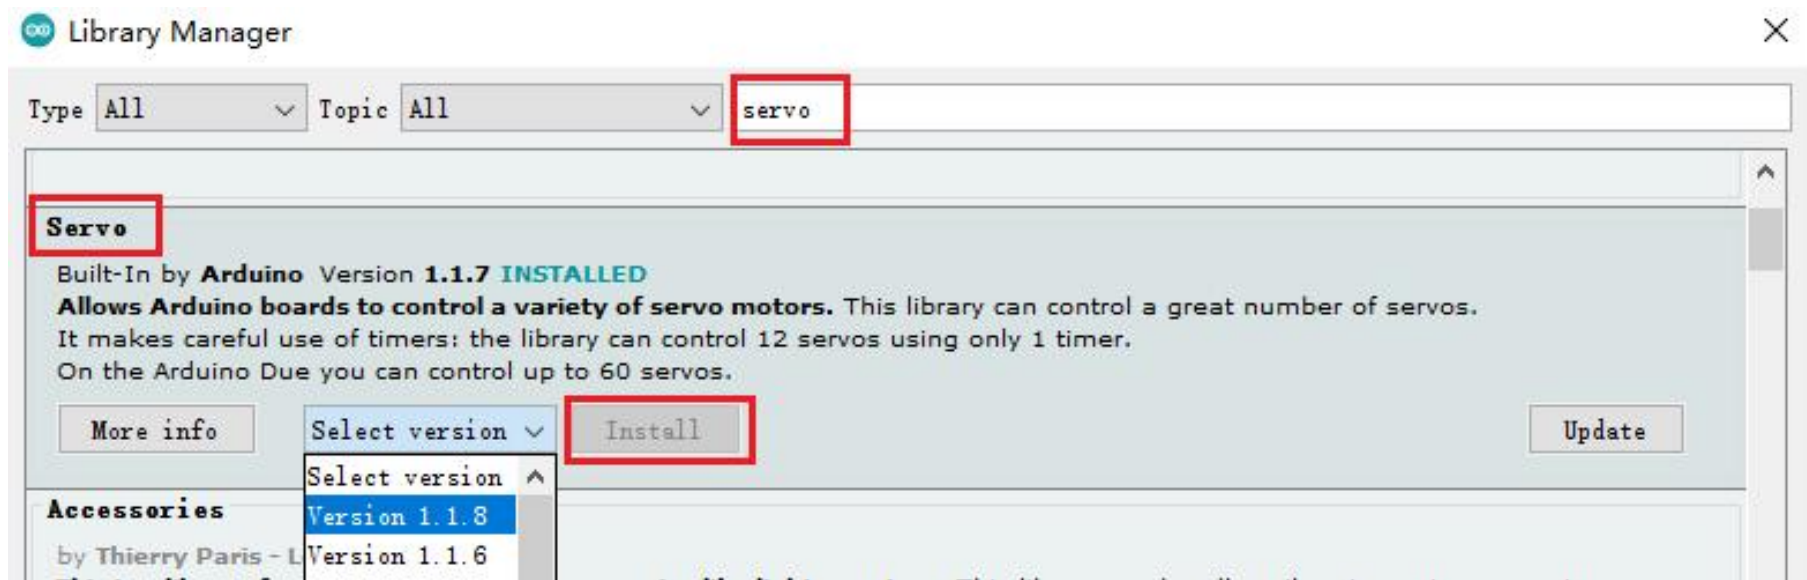 Library Manager
Type All Topic All servo
Servo
Built-In by Arduino Version 1.1.7 INSTALLED
Allows Arduino boards to control a variety of servo motors. This library can control a great number of servos.
It makes careful use of timers: the library can control 12 servos using only 1 timer.
On the Arduino Due you can control up to 60 servos.
More info Select version Install Update
Select version
Accessories
Version 1.1.8
by Thierry Paris - L
Version 1.1.6